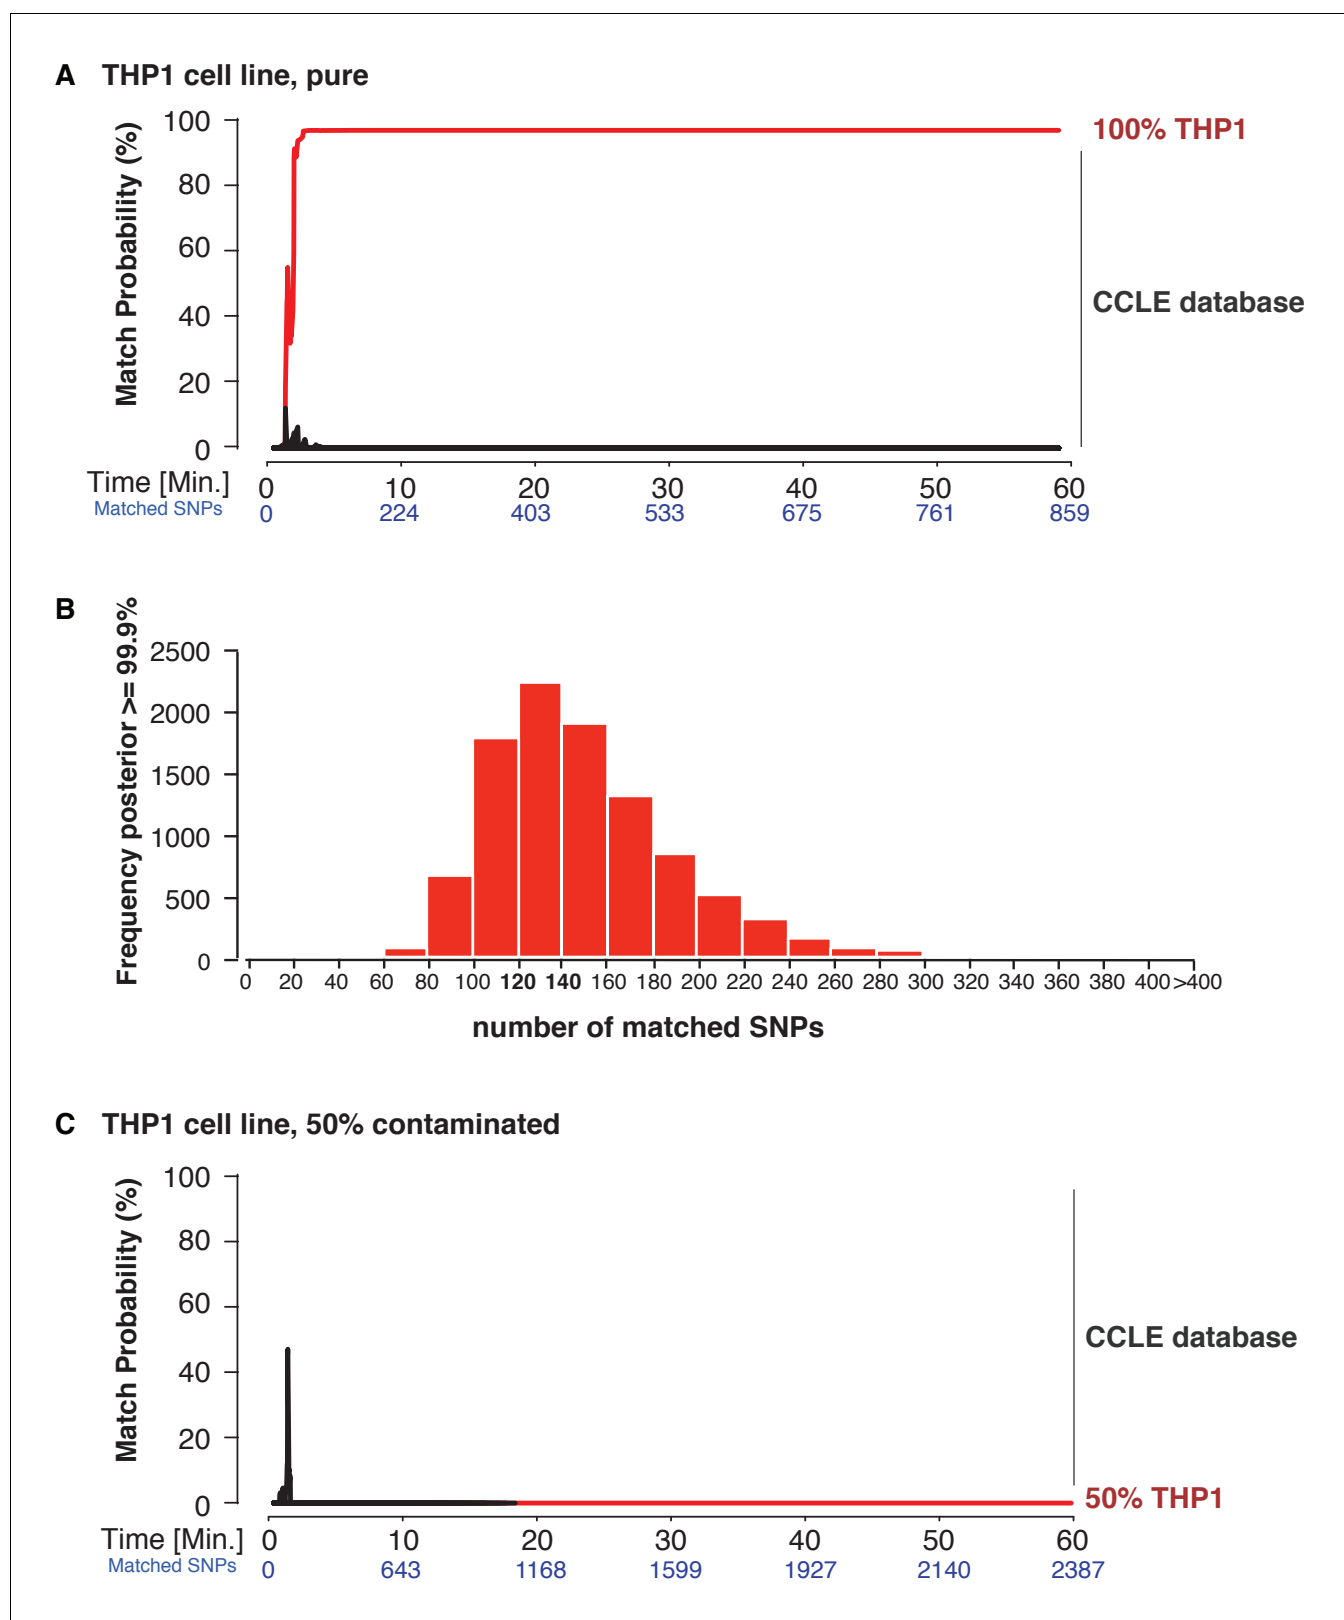 A THP1 cell line, pure
Match Probability (%)
100
80
60
40
20
0
100% THP1
CCLE database
Time [Min.] 0 10 20 30 40 50 60
Matched SNPs 0 224 403 533 675 761 859
B
Frequency posterior >= 99.9%
2500
2000
1500
1000
500
0
0 20 40 60 80 100 120 140 160 180 200 220 240 260 280 300 320 340 360 380 400 >400
number of matched SNPs
C THP1 cell line, 50% contaminated
Match Probability (%)
100
80
60
40
20
0
CCLE database
50% THP1
Time [Min.] 0 10 20 30 40 50 60
Matched SNPs 0 643 1168 1599 1927 2140 2387